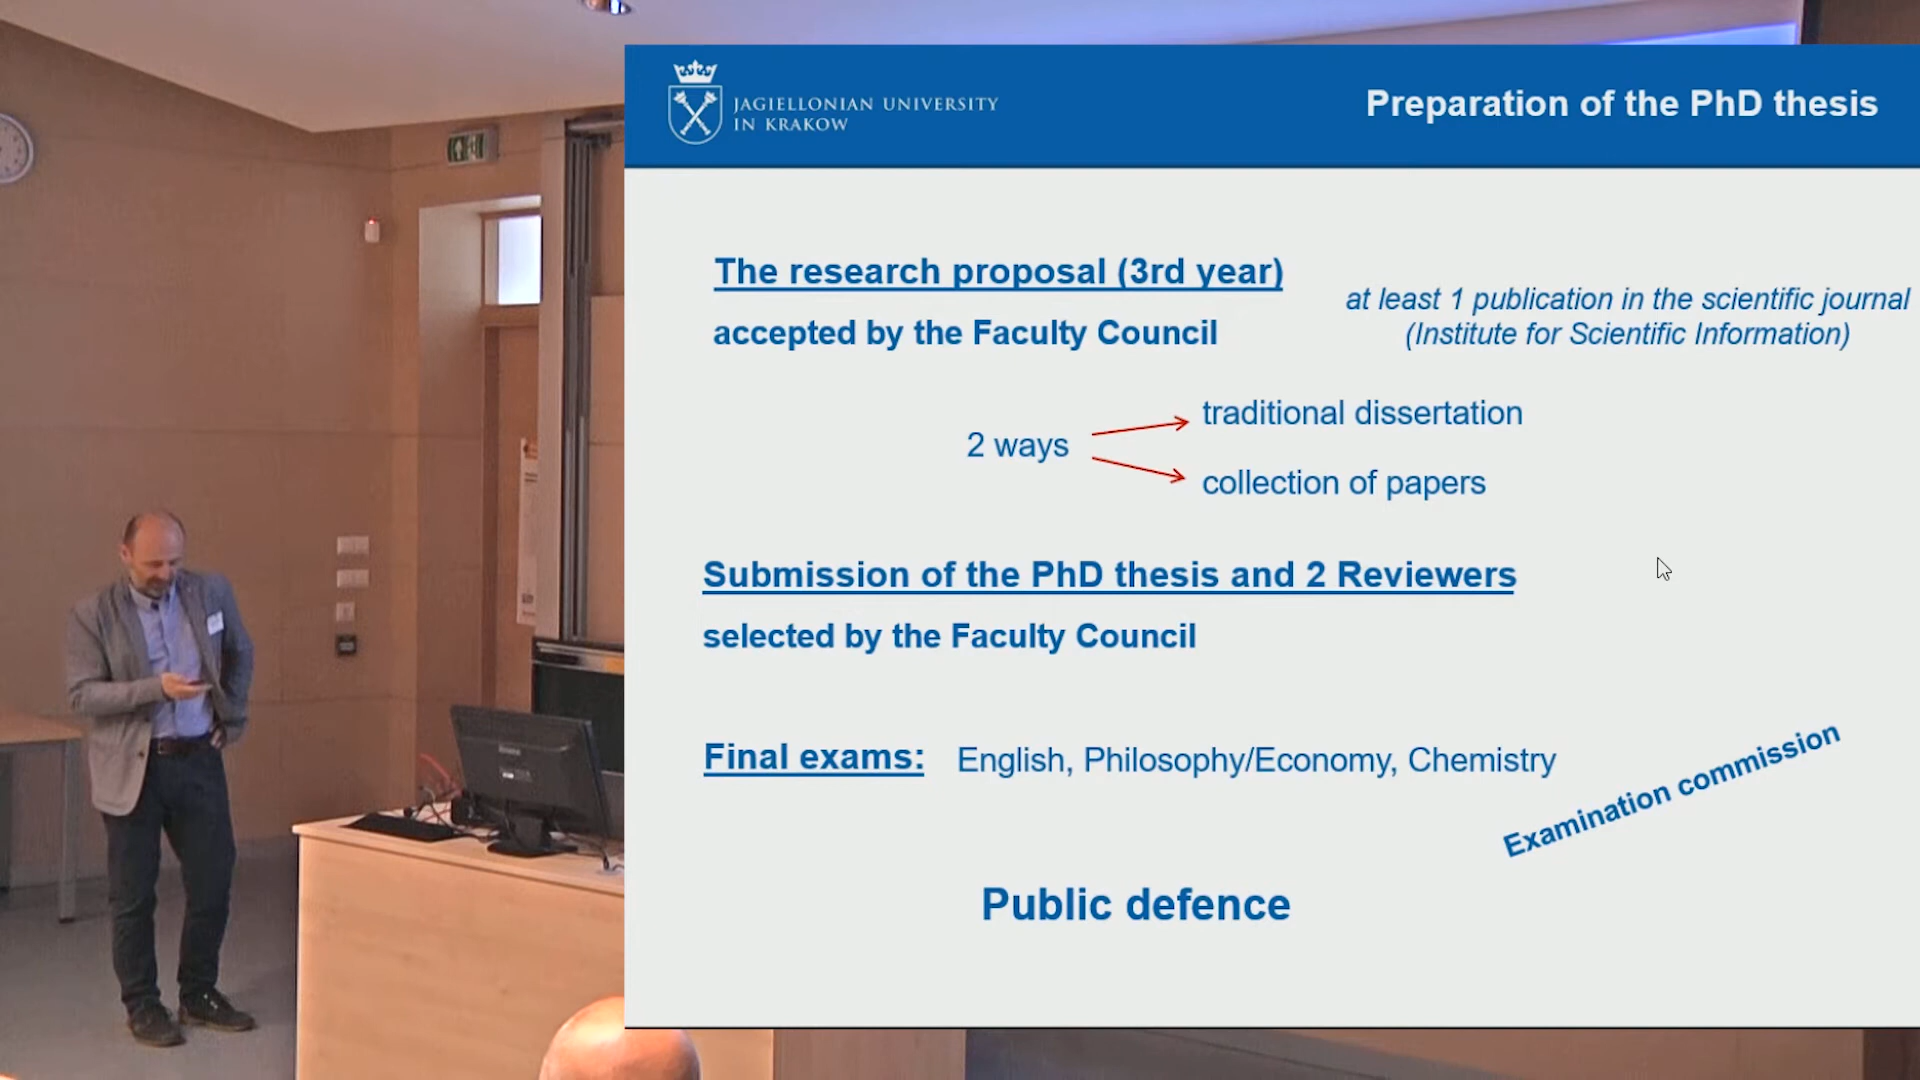 JAGIELLONIAN UNIVERSITY
IN KRAKOW
Preparation of the PhD thesis
The research proposal (3rd year)
accepted by the Faculty Council
at least 1 publication in the scientific journal
(Institute for Scientific Information)
2 ways
traditional dissertation
collection of papers
Submission of the PhD thesis and 2 Reviewers
selected by the Faculty Council
Final exams: English, Philosophy/Economy, Chemistry
Examination commission
Public defence